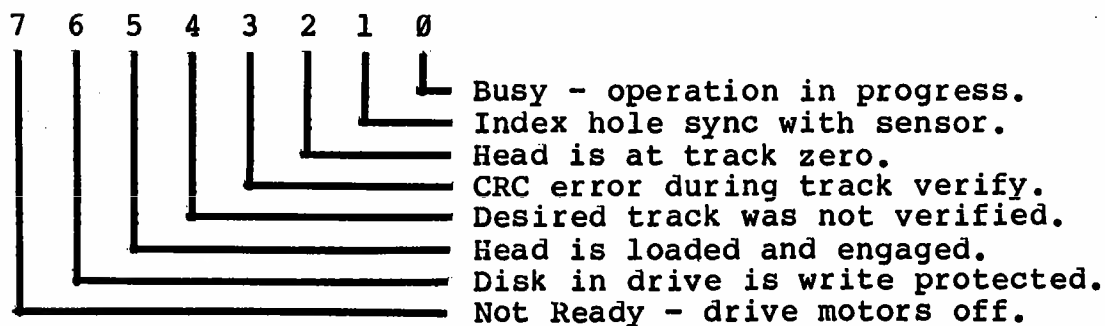 7 6 5 4 3 2 1 0
Busy - operation in progress.
Index hole sync with sensor.
Head is at track zero.
CRC error during track verify.
Desired track was not verified.
Head is loaded and engaged.
Disk in drive is write protected.
Not Ready - drive motors off.